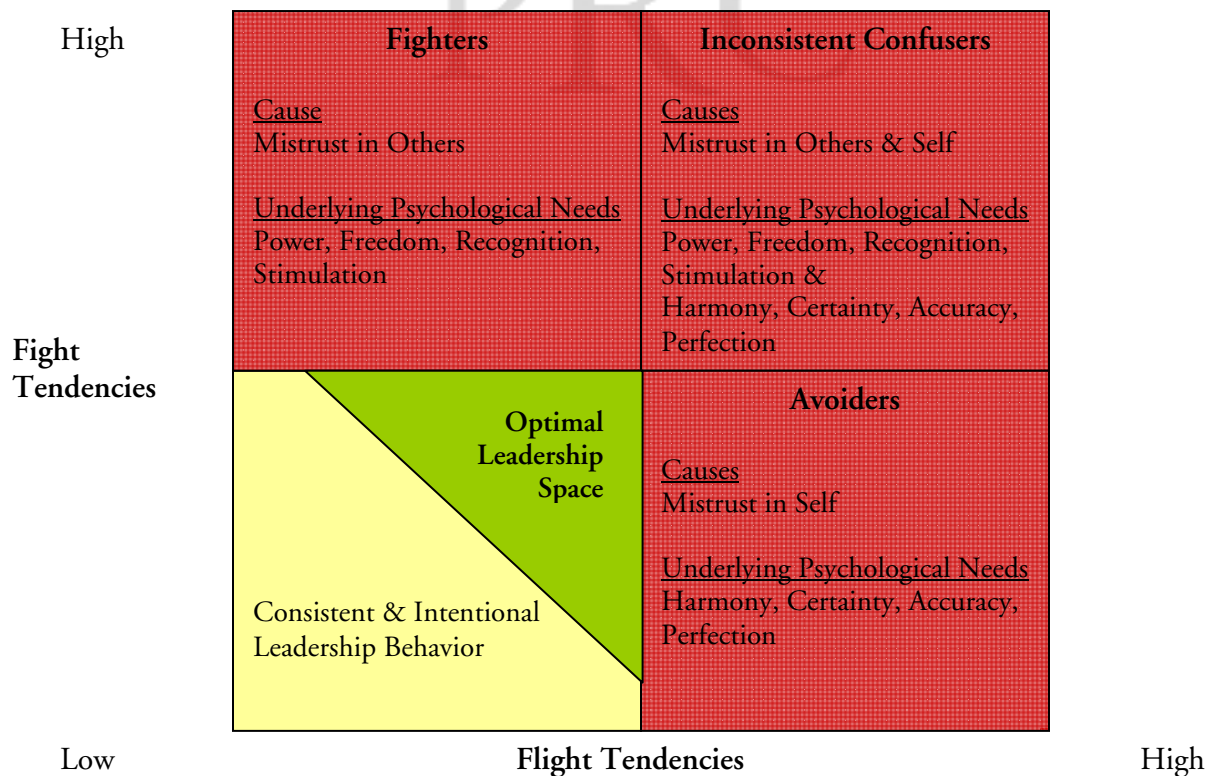 PRU
High
Fighters
Cause
Mistrust in Others
Underlying Psychological Needs
Power, Freedom, Recognition,
Stimulation
Inconsistent Confusers
Causes
Mistrust in Others & Self
Underlying Psychological Needs
Power, Freedom, Recognition,
Stimulation &
Harmony, Certainty, Accuracy,
Perfection
Fight
Tendencies
Optimal
Leadership
Space
Consistent & Intentional
Leadership Behavior
Avoiders
Causes
Mistrust in Self
Underlying Psychological Needs
Harmony, Certainty, Accuracy,
Perfection
Low
Flight Tendencies
High